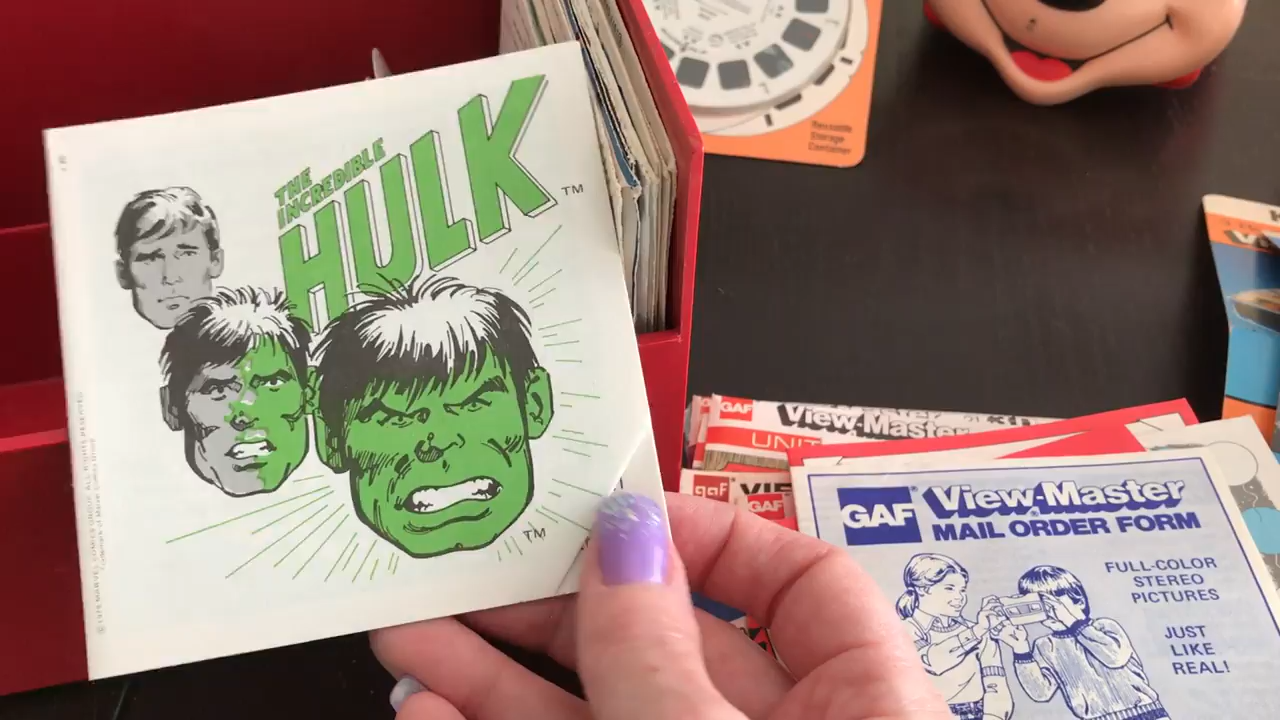 THE
INCREDIBLE
HULK
TM
TM
Reusable
Storage
Container
GAF View-Master
UNIT
gaf
GAF
GAF® View-Master
MAIL ORDER FORM
FULL-COLOR
STEREO
PICTURES
JUST
LIKE
REAL!